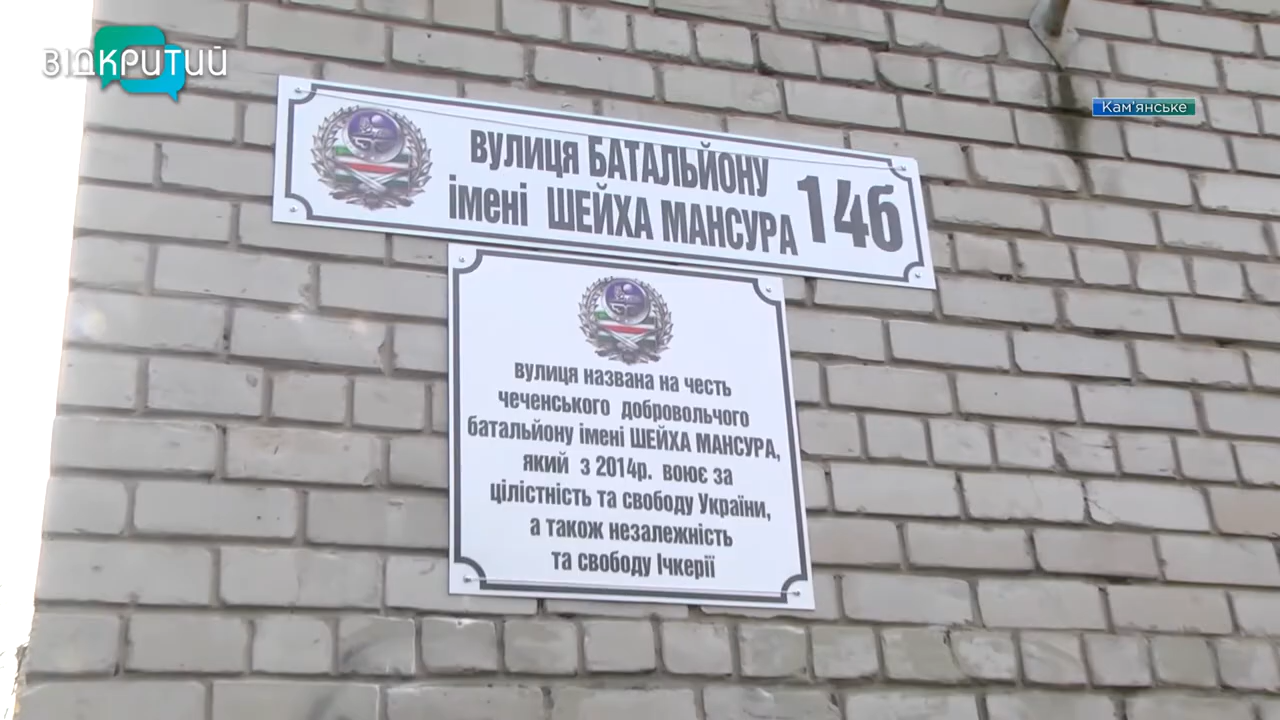 ВІДКРИТИЙ
Кам'янське
вулиця БАТАЛЬЙОНУ
імені ШЕЙХА МАНСУРА
14б
вулиця названа на честь
чеченського добровольчого
батальйону імені ШЕЙХА МАНСУРА,
який з 2014р. воює за
цілістність та свободу України,
а також незалежність
та свободу Ічкерії